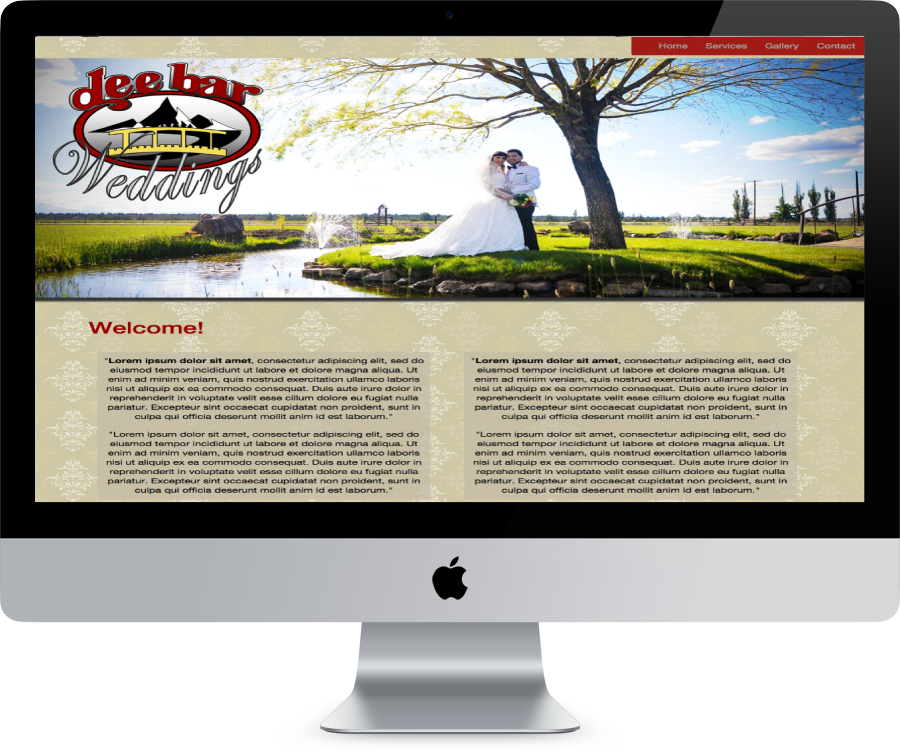 Home Services Gallery Contact
dee bar
Weddings
Welcome!
"Lorem ipsum dolor sit amet, consectetur adipiscing elit, sed do
eiusmod tempor incididunt ut labore et dolore magna aliqua. Ut
enim ad minim veniam, quis nostrud exercitation ullamco laboris
nisi ut aliquip ex ea commodo consequat. Duis aute irure dolor in
reprehenderit in voluptate velit esse cillum dolore eu fugiat nulla
pariatur. Excepteur sint occaecat cupidatat non proident, sunt in
culpa qui officia deserunt mollit anim id est laborum."
"Lorem ipsum dolor sit amet, consectetur adipiscing elit, sed do
eiusmod tempor incididunt ut labore et dolore magna aliqua. Ut
enim ad minim veniam, quis nostrud exercitation ullamco laboris
nisi ut aliquip ex ea commodo consequat. Duis aute irure dolor in
reprehenderit in voluptate velit esse cillum dolore eu fugiat nulla
pariatur. Excepteur sint occaecat cupidatat non proident, sunt in
culpa qui officia deserunt mollit anim id est laborum."
"Lorem ipsum dolor sit amet, consectetur adipiscing elit, sed do
eiusmod tempor incididunt ut labore et dolore magna aliqua. Ut
enim ad minim veniam, quis nostrud exercitation ullamco laboris
nisi ut aliquip ex ea commodo consequat. Duis aute irure dolor in
reprehenderit in voluptate velit esse cillum dolore eu fugiat nulla
pariatur. Excepteur sint occaecat cupidatat non proident, sunt in
culpa qui officia deserunt mollit anim id est laborum."
"Lorem ipsum dolor sit amet, consectetur adipiscing elit, sed do
eiusmod tempor incididunt ut labore et dolore magna aliqua. Ut
enim ad minim veniam, quis nostrud exercitation ullamco laboris
nisi ut aliquip ex ea commodo consequat. Duis aute irure dolor in
reprehenderit in voluptate velit esse cillum dolore eu fugiat nulla
pariatur. Excepteur sint occaecat cupidatat non proident, sunt in
culpa qui officia deserunt mollit anim id est laborum."